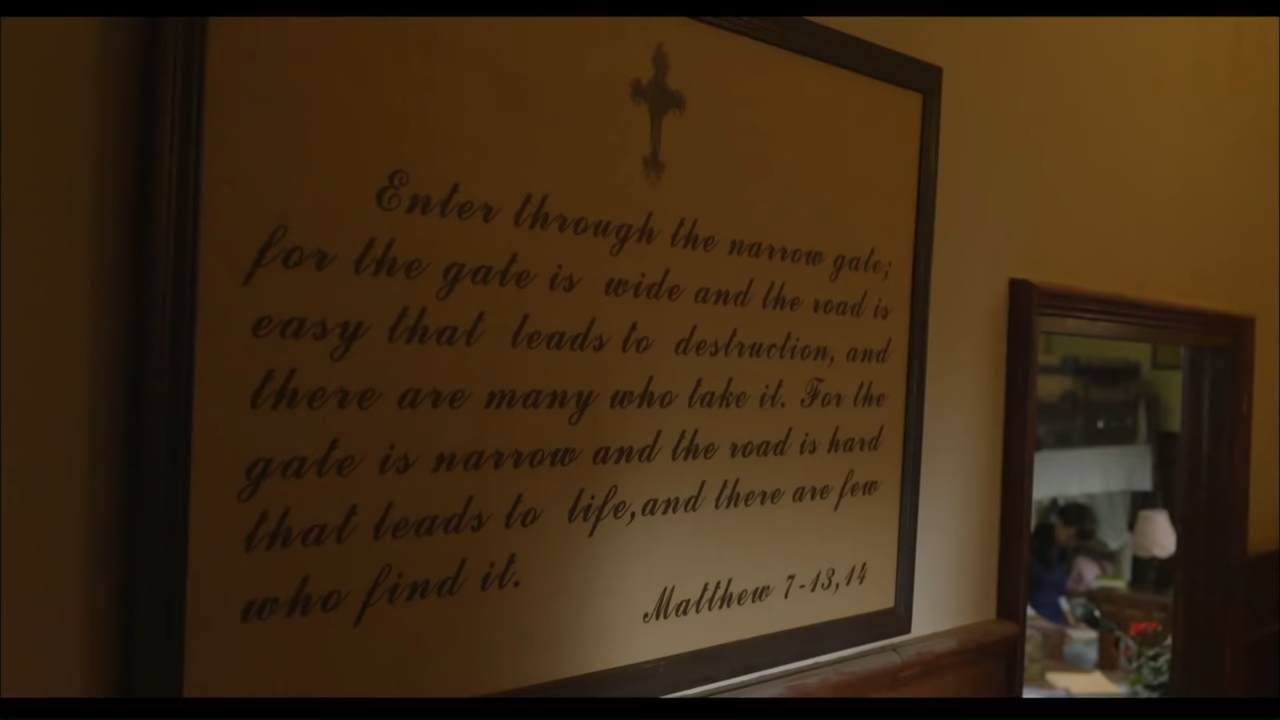 Enter through the narrow gate;
for the gate is wide and the road is
easy that leads to destruction, and
there are many who take it. For the
gate is narrow and the road is hard
that leads to life,and there are few
who find it.
Matthew 7-13,14